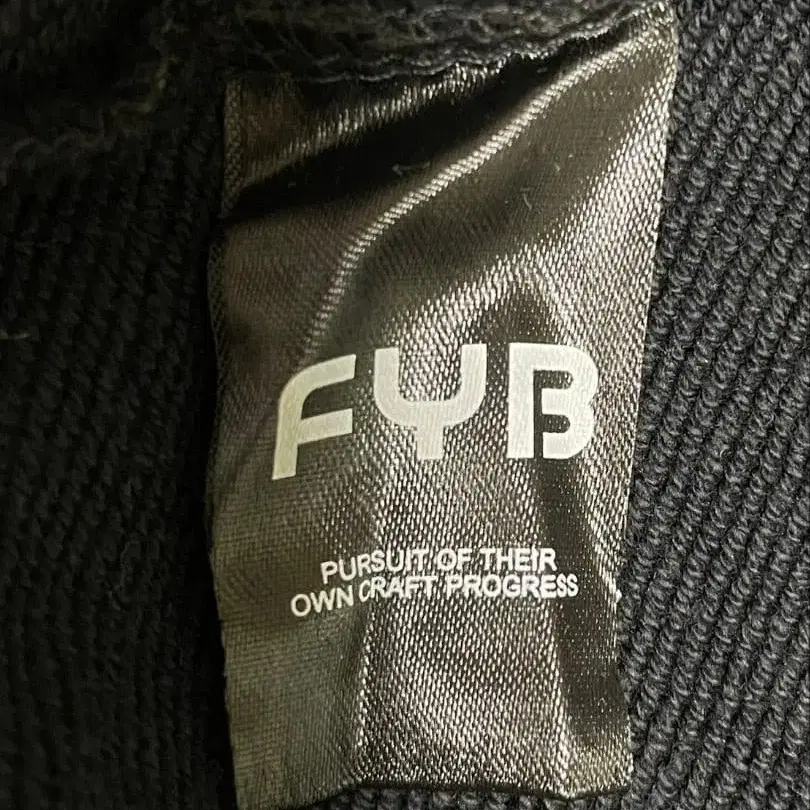 FYB
PURSUIT OF THEIR
OWN CRAFT PROGRESS